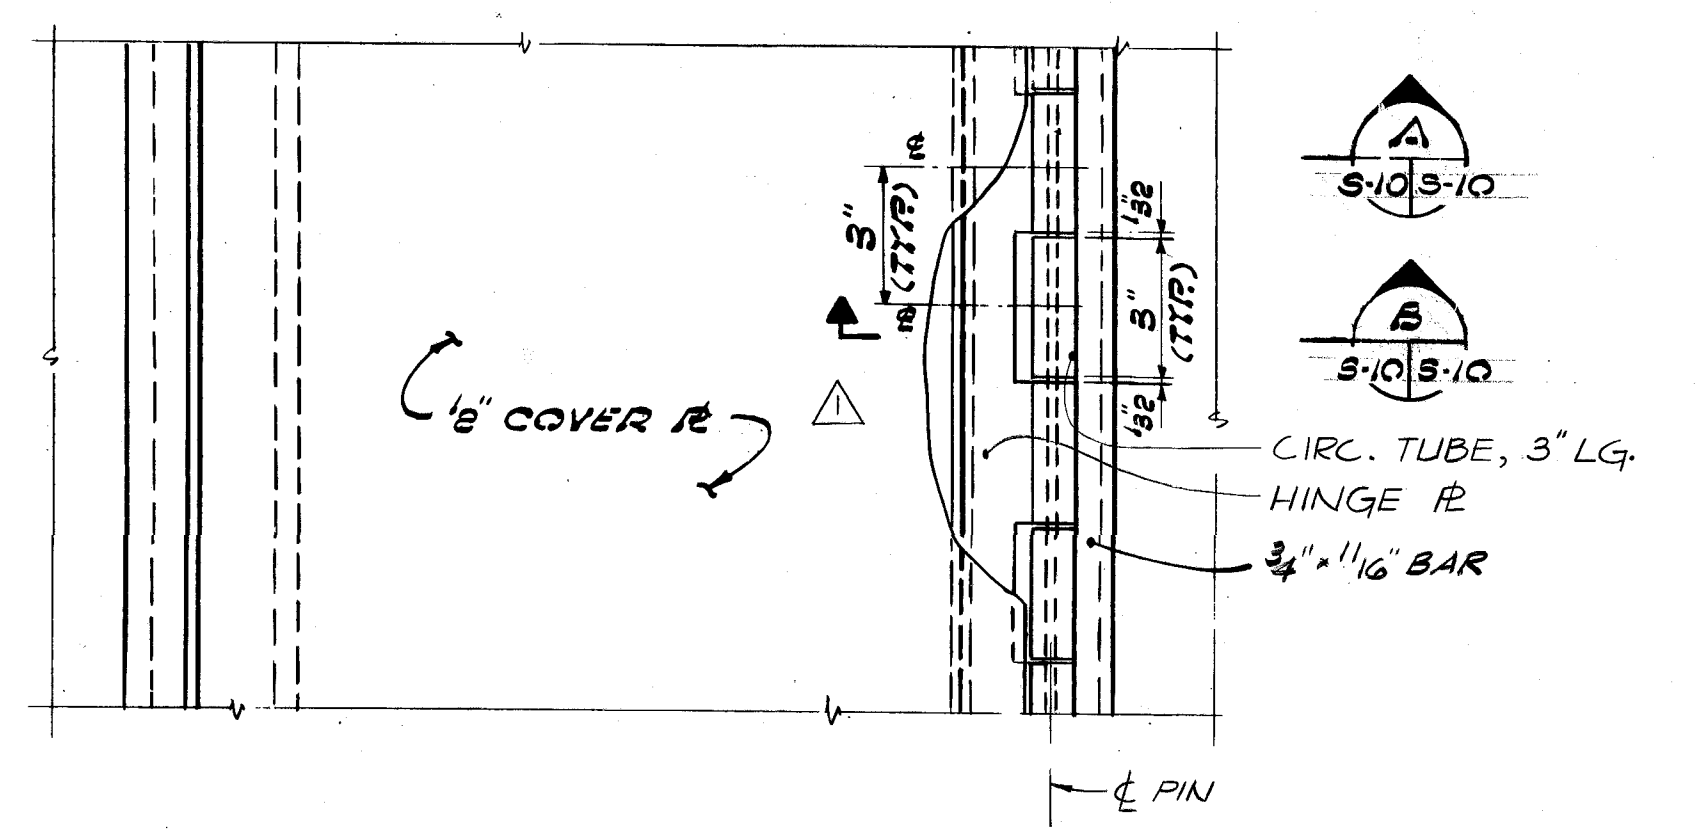 A
S-10 S-10
B
S-10 S-10
℄
3" (TYP.)
℄
1/32"
3" (TYP.)
1/32"
1/8" COVER ℙL
1
CIRC. TUBE, 3" LG.
HINGE ℙL
3/4" x 11/16" BAR
℄ PIN